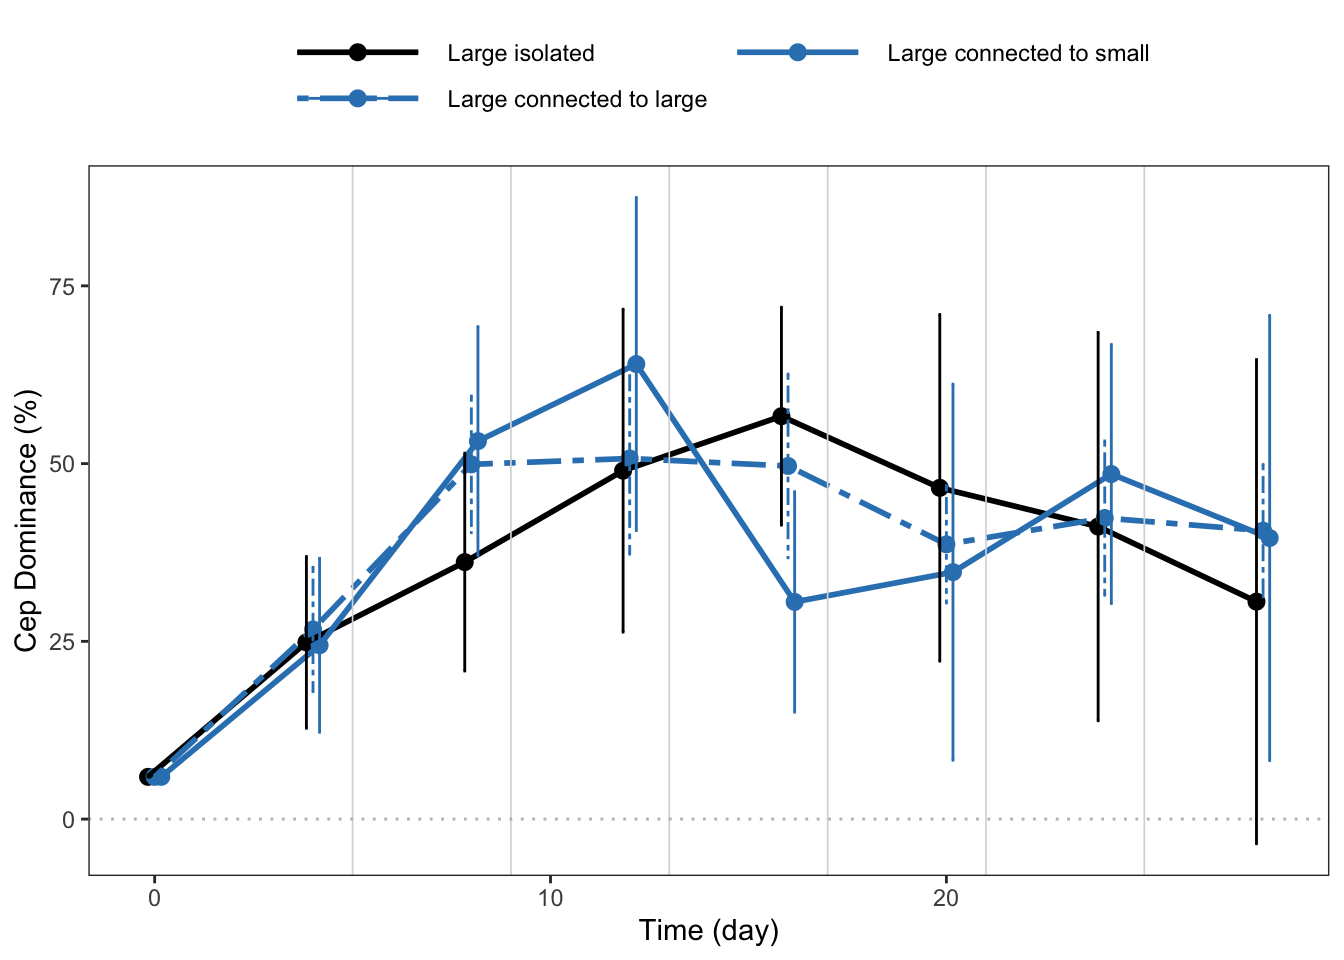 Large isolated
Large connected to small
Large connected to large
Cep Dominance (%)
75
50
25
0
0
10
20
Time (day)